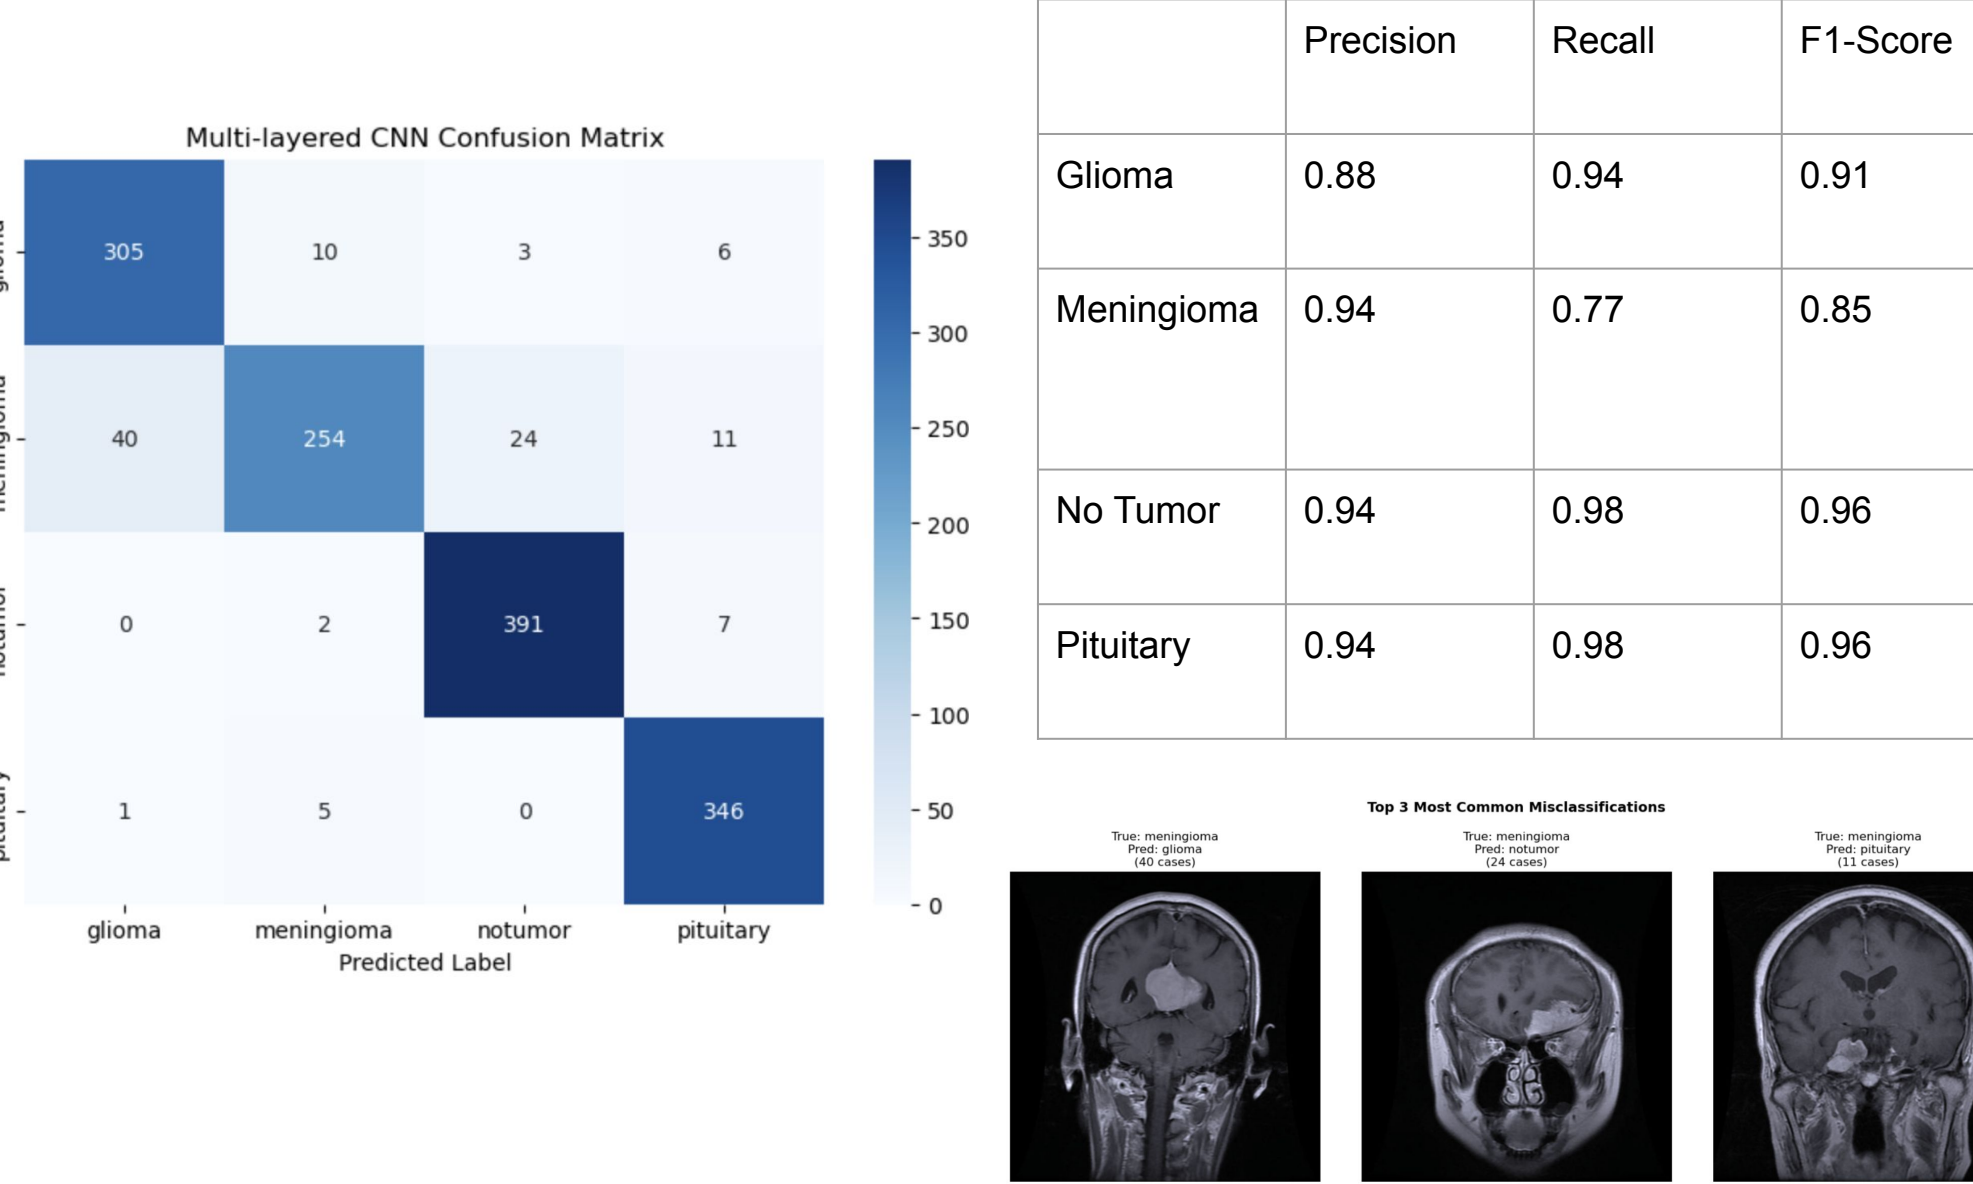 Multi-layered CNN Confusion Matrix
305 10 3 6
40 254 24 11
0 2 391 7
1 5 0 346
glioma meningioma notumor pituitary
Predicted Label
350
300
250
200
150
100
50
0
Precision Recall F1-Score
Glioma 0.88 0.94 0.91
Meningioma 0.94 0.77 0.85
No Tumor 0.94 0.98 0.96
Pituitary 0.94 0.98 0.96
Top 3 Most Common Misclassifications
True: meningioma
Pred: glioma
(40 cases)
True: meningioma
Pred: notumor
(24 cases)
True: meningioma
Pred: pituitary
(11 cases)